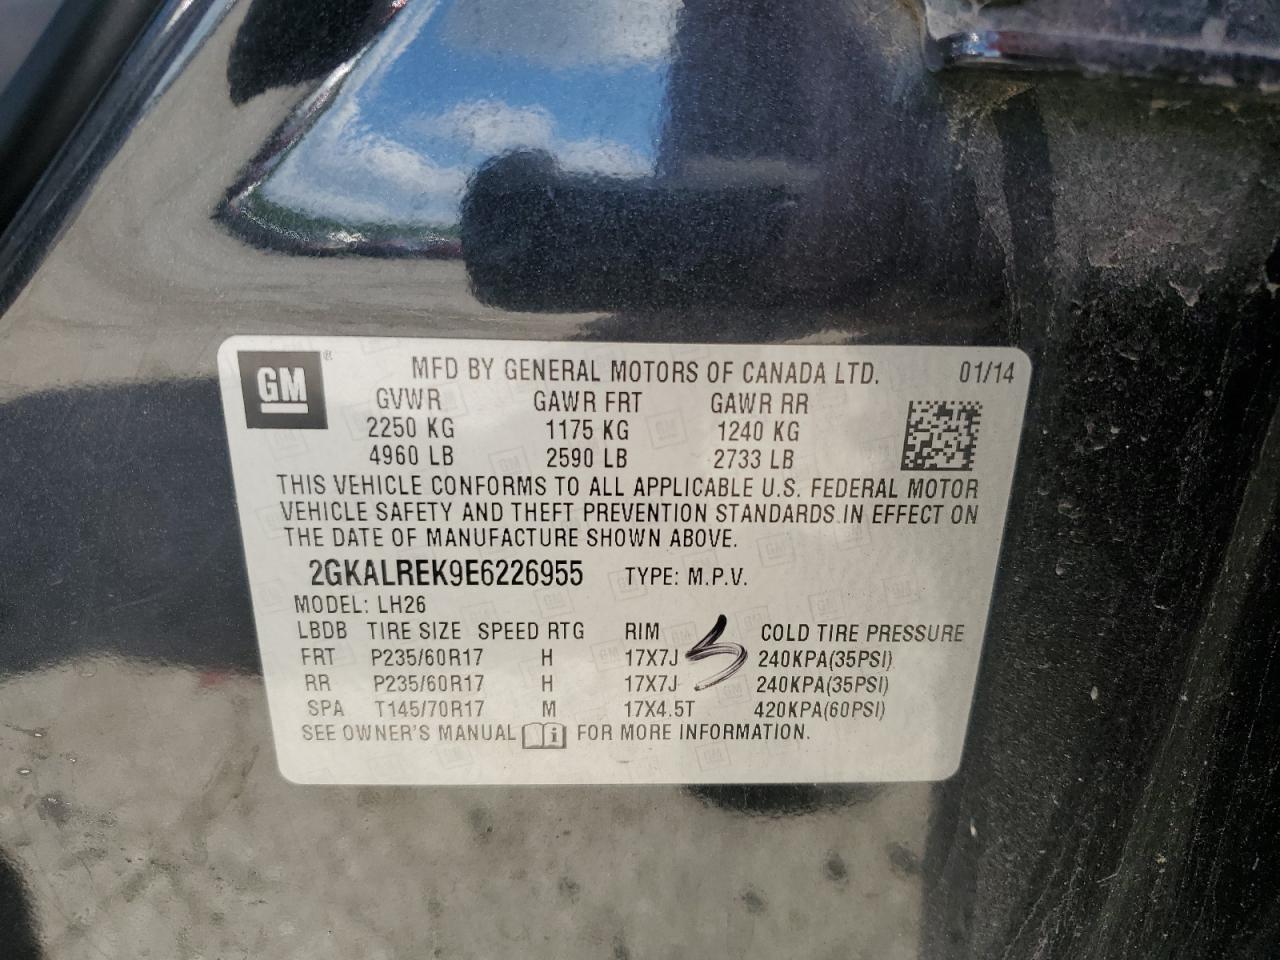 GM ® MFD BY GENERAL MOTORS OF CANADA LTD. 01/14
GVWR GAWR FRT GAWR RR
2250 KG 1175 KG 1240 KG
4960 LB 2590 LB 2733 LB
THIS VEHICLE CONFORMS TO ALL APPLICABLE U.S. FEDERAL MOTOR
VEHICLE SAFETY AND THEFT PREVENTION STANDARDS IN EFFECT ON
THE DATE OF MANUFACTURE SHOWN ABOVE.
2GKALREK9E6226955 TYPE: M.P.V.
MODEL: LH26
LBDB TIRE SIZE SPEED RTG RIM COLD TIRE PRESSURE
FRT P235/60R17 H 17X7J 240KPA(35PSI)
RR P235/60R17 H 17X7J 240KPA(35PSI)
SPA T145/70R17 M 17X4.5T 420KPA(60PSI)
SEE OWNER'S MANUAL i FOR MORE INFORMATION.